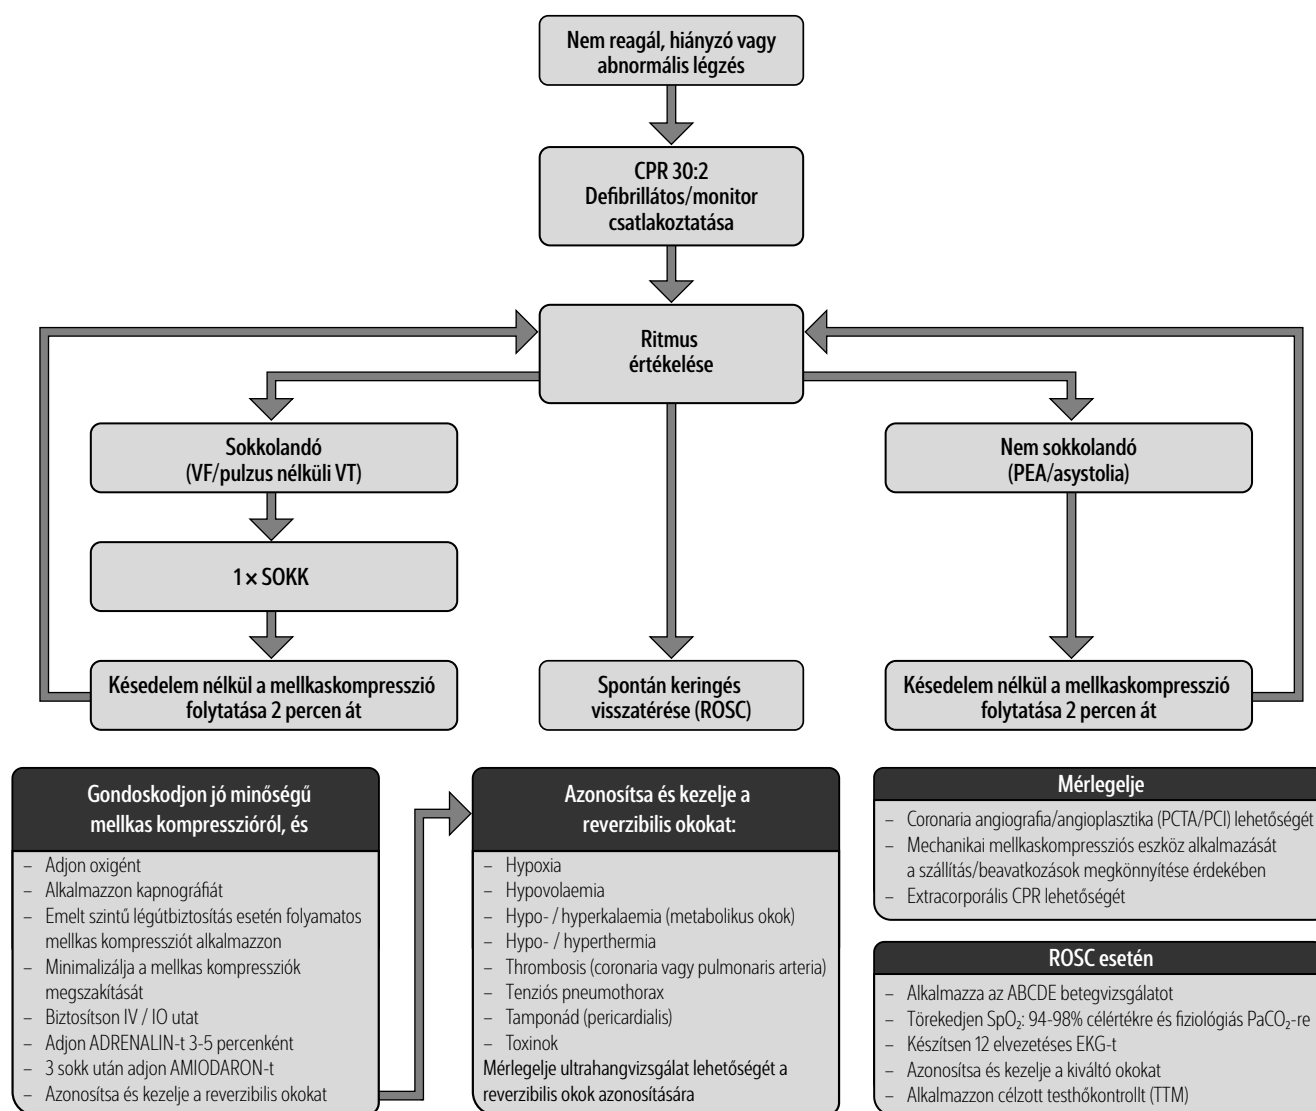 Nem reagál, hiányzó vagy
abnormális légzés
CPR 30:2
Defibrillátos/monitor
csatlakoztatása
Ritmus
értékelése
Sokkolandó
(VF/pulzus nélküli VT)
Nem sokkolandó
(PEA/asystolia)
1 × SOKK
Késedelem nélkül a mellkaskompresszió
folytatása 2 percen át
Spontán keringés
visszatérése (ROSC)
Késedelem nélkül a mellkaskompresszió
folytatása 2 percen át
Gondoskodjon jó minőségű
mellkas kompresszióról, és
– Adjon oxigént
– Alkalmazzon kapnográfiát
– Emelt szintű légútbiztosítás esetén folyamatos
mellkas kompressziót alkalmazzon
– Minimalizálja a mellkas kompressziók
megszakítását
– Biztosítson IV / IO utat
– Adjon ADRENALIN-t 3-5 percenként
– 3 sokk után adjon AMIODARON-t
– Azonosítsa és kezelje a reverzibilis okokat
Azonosítsa és kezelje a
reverzibilis okokat:
– Hypoxia
– Hypovolaemia
– Hypo- / hyperkalaemia (metabolikus okok)
– Hypo- / hyperthermia
– Thrombosis (coronaria vagy pulmonaris arteria)
– Tenziós pneumothorax
– Tamponád (pericardialis)
– Toxinok
Mérlegelje ultrahangvizsgálat lehetőségét a
reverzibilis okok azonosítására
Mérlegelje
– Coronaria angiografia/angioplasztika (PCTA/PCI) lehetőségét
– Mechanikai mellkaskompressziós eszköz alkalmazását
a szállítás/beavatkozások megkönnyítése érdekében
– Extracorporális CPR lehetőségét
ROSC esetén
– Alkalmazza az ABCDE betegvizsgálatot
– Törekedjen SpO₂: 94-98% célértékre és fiziológiás PaCO₂-re
– Készítsen 12 elvezetéses EKG-t
– Azonosítsa és kezelje a kiváltó okokat
– Alkalmazzon célzott testhőkontrollt (TTM)